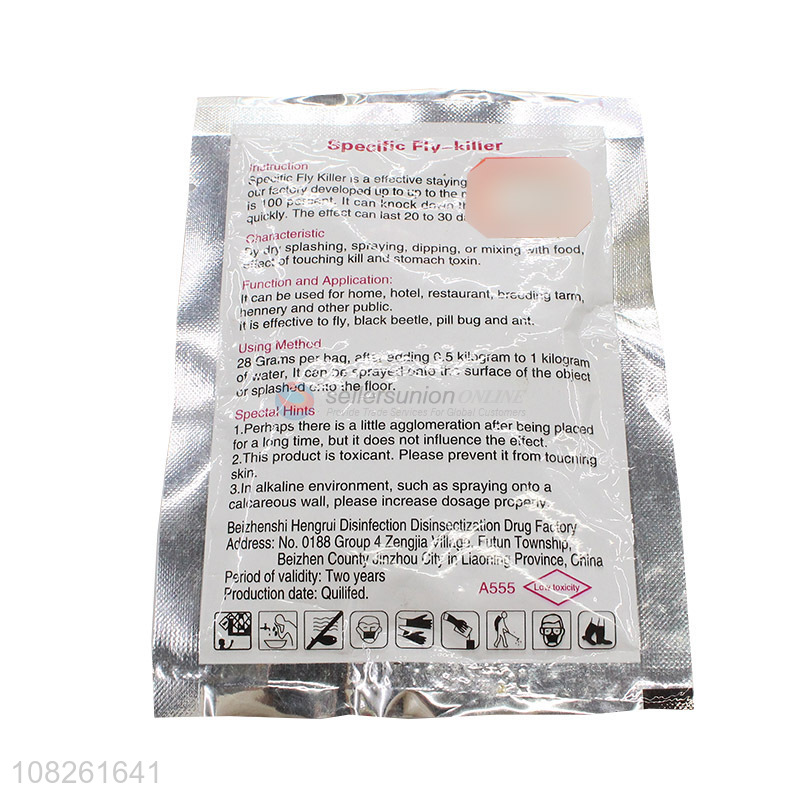 Specific Fly-killer
Instruction
Specific Fly Killer is a effective staying
our factory developed up to up to the
is 100 percent. It can knock down
quickly. The effect can last 20 to 30
Characteristic
By dry splashing, spraying, dipping, or mixing with food,
effect of touching kill and stomach toxin.
Function and Application:
It can be used for home, hotel, restaurant, breeding tarm,
hennery and other public.
It is effective to fly, black beetle, pill bug and ant.
Using Method
28 Grams per bag, after edding 0.5 kilogram to 1 kilogram
of water, It can be sprayed onto the surface of the object
or splashed onto the floor.
sellersunion ONLINE
Provide Trade Services For Global Customers
Special Hints
1.Perhaps there is a little agglomeration after being placed
for a long time, but it does not influence the effect.
2.This product is toxicant. Please prevent it from touching
skin.
3.In alkaline environment, such as spraying onto a
calcareous wall, please increase dosage properly.
Beizhenshi Hengrui Disinfection Disinsectization Drug Factory
Address: No. 0188 Group 4 Zengjia Village, Futun Township,
Beizhen County Jinzhou City in Liaoning Province, China
Period of validity: Two years
Production date: Quilifed.
A555
Low toxicity
108261641